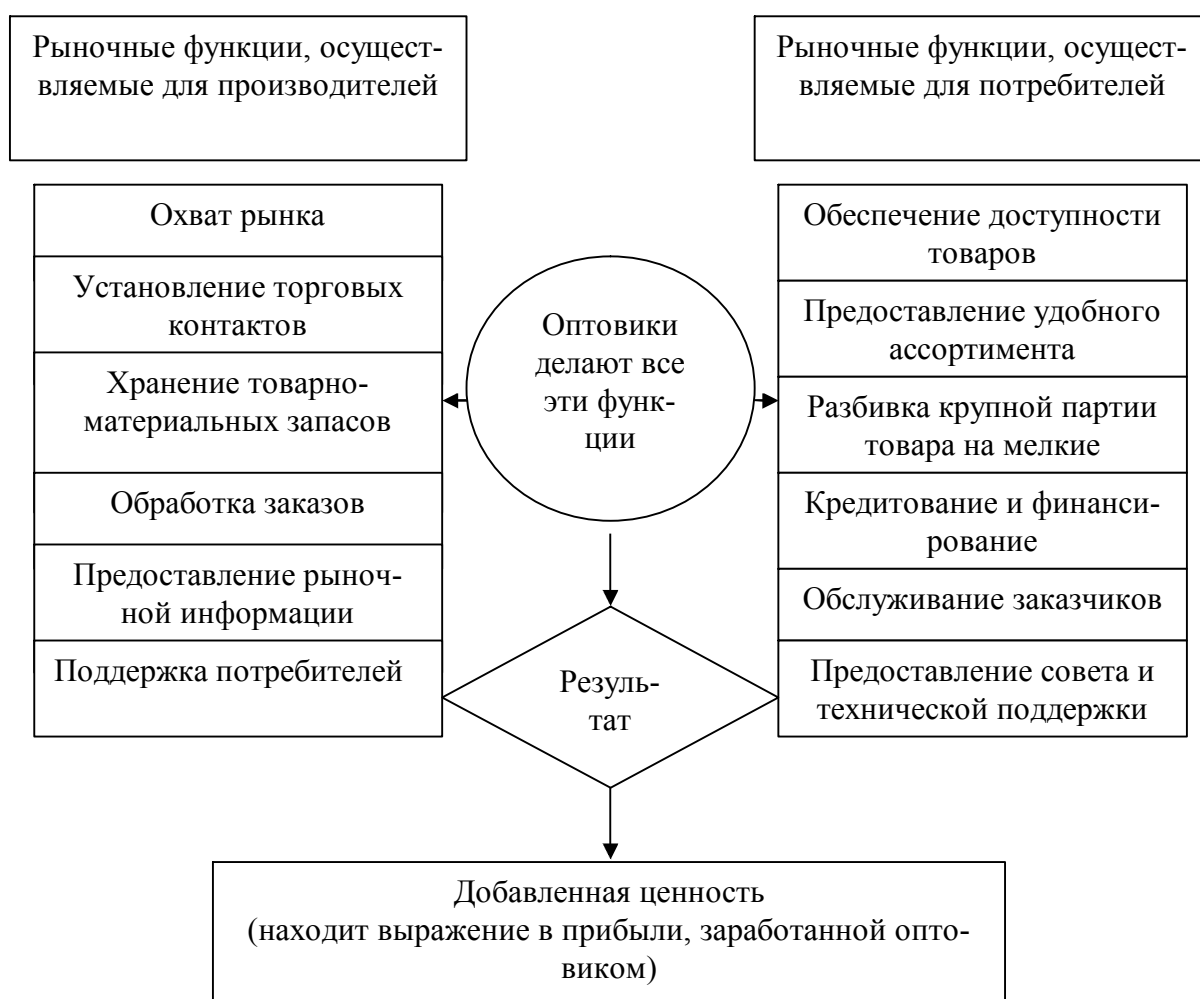 Рыночные функции, осущест-
вляемые для производителей
Рыночные функции, осущест-
вляемые для потребителей
Охват рынка
Установление торговых
контактов
Хранение товарно-
материальных запасов
Обработка заказов
Предоставление рыноч-
ной информации
Поддержка потребителей
Оптовики
делают все
эти функ-
ции
Обеспечение доступности
товаров
Предоставление удобного
ассортимента
Разбивка крупной партии
товара на мелкие
Кредитование и финанси-
рование
Обслуживание заказчиков
Предоставление совета и
технической поддержки
Резуль-
тат
Добавленная ценность
(находит выражение в прибыли, заработанной опто-
виком)